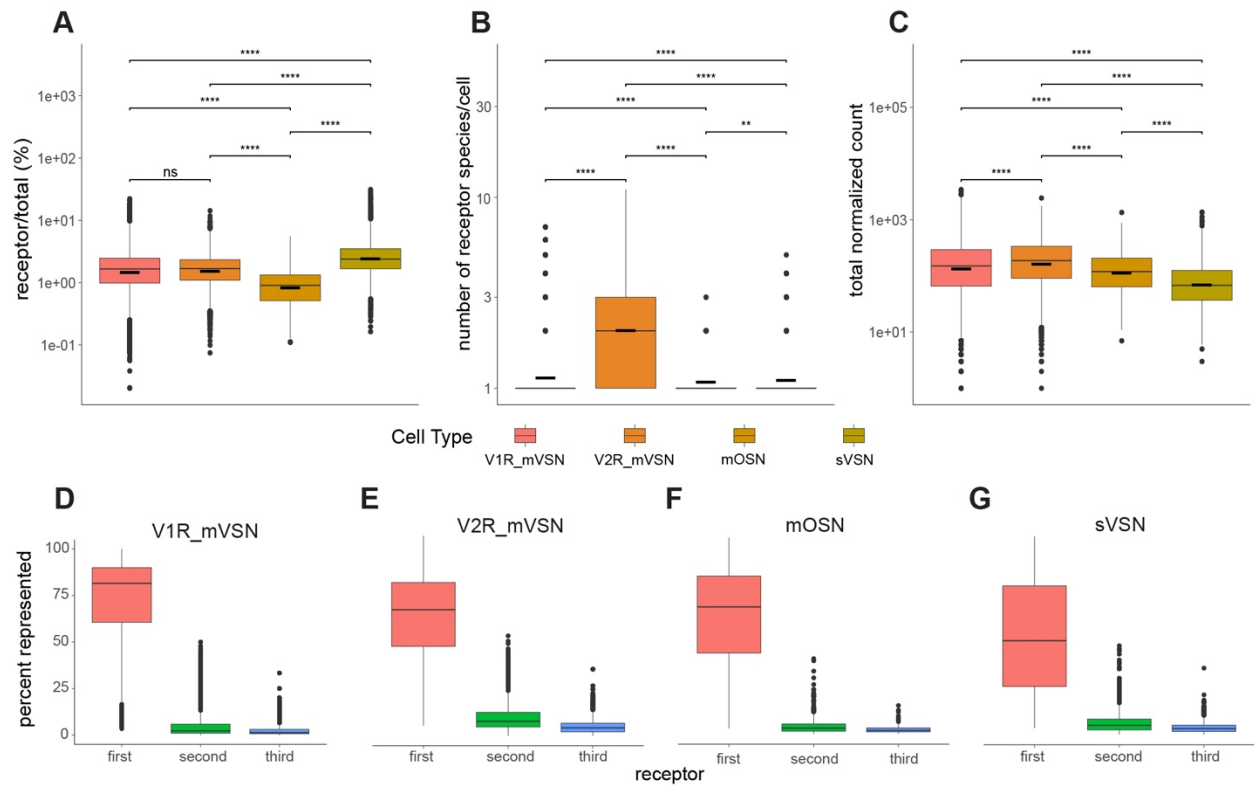 A
receptor/total (%)
1e+03
1e+02
1e+01
1e+00
1e-01
****
****
****
****
ns
****
B
number of receptor species/cell
30
10
3
1
****
****
****
**
****
****
C
total normalized count
1e+05
1e+03
1e+01
****
****
****
****
****
****
Cell Type
V1R_mVSN
V2R_mVSN
mOSN
sVSN
D
V1R_mVSN
percent represented
100
75
50
25
0
first second third
E
V2R_mVSN
first second third
F
mOSN
first second third
G
sVSN
first second third
receptor